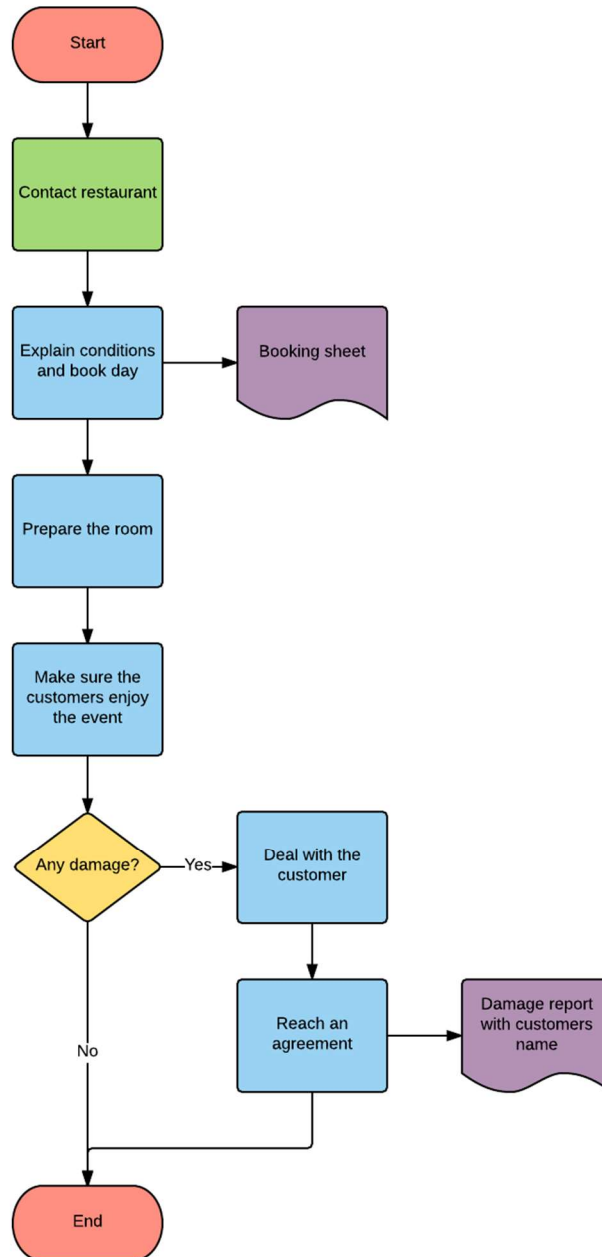 Start
Contact restaurant
Explain conditions
and book day
Booking sheet
Prepare the room
Make sure the
customers enjoy
the event
Any damage?
Yes
Deal with the
customer
Reach an
agreement
Damage report
with customers
name
No
End